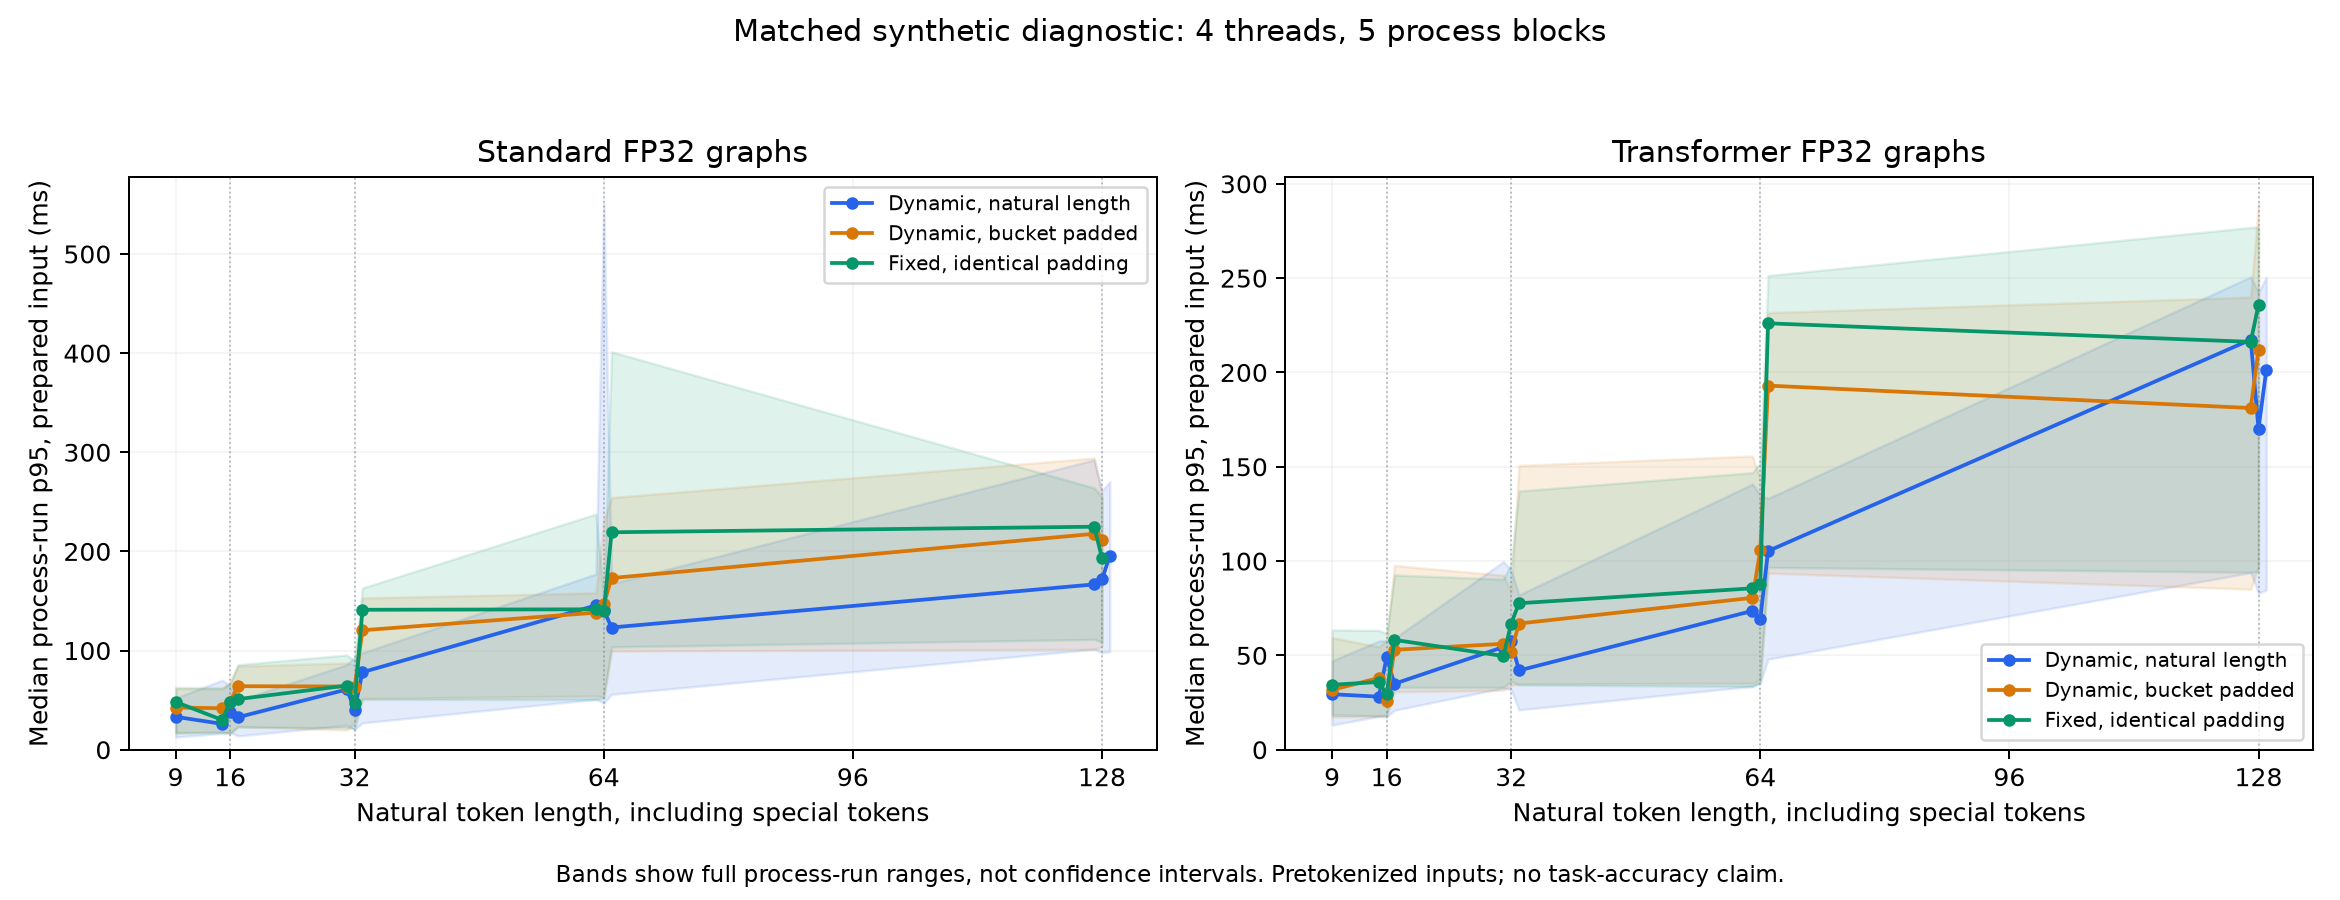 Matched synthetic diagnostic: 4 threads, 5 process blocks
Standard FP32 graphs
Median process-run p95, prepared input (ms)
500
400
300
200
100
0
Dynamic, natural length
Dynamic, bucket padded
Fixed, identical padding
9 16 32 64 96 128
Natural token length, including special tokens
Transformer FP32 graphs
Median process-run p95, prepared input (ms)
300
250
200
150
100
50
0
Dynamic, natural length
Dynamic, bucket padded
Fixed, identical padding
9 16 32 64 96 128
Natural token length, including special tokens
Bands show full process-run ranges, not confidence intervals. Pretokenized inputs; no task-accuracy claim.